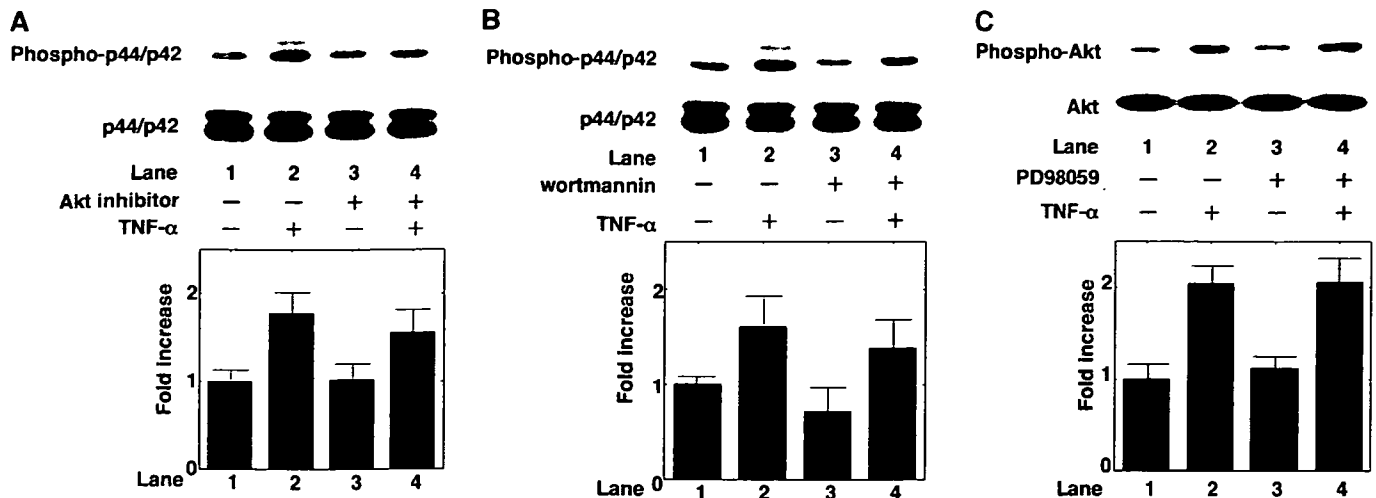 A
Phospho-p44/p42
p44/p42
Lane 1 2 3 4
Akt inhibitor — — + +
TNF-α — + — +
Fold increase
2
1
0
Lane 1 2 3 4
B
Phospho-p44/p42
p44/p42
Lane 1 2 3 4
wortmannin — — + +
TNF-α — + — +
Fold increase
2
1
0
Lane 1 2 3 4
C
Phospho-Akt
Akt
Lane 1 2 3 4
PD98059 — — + +
TNF-α — + — +
Fold increase
2
1
0
Lane 1 2 3 4